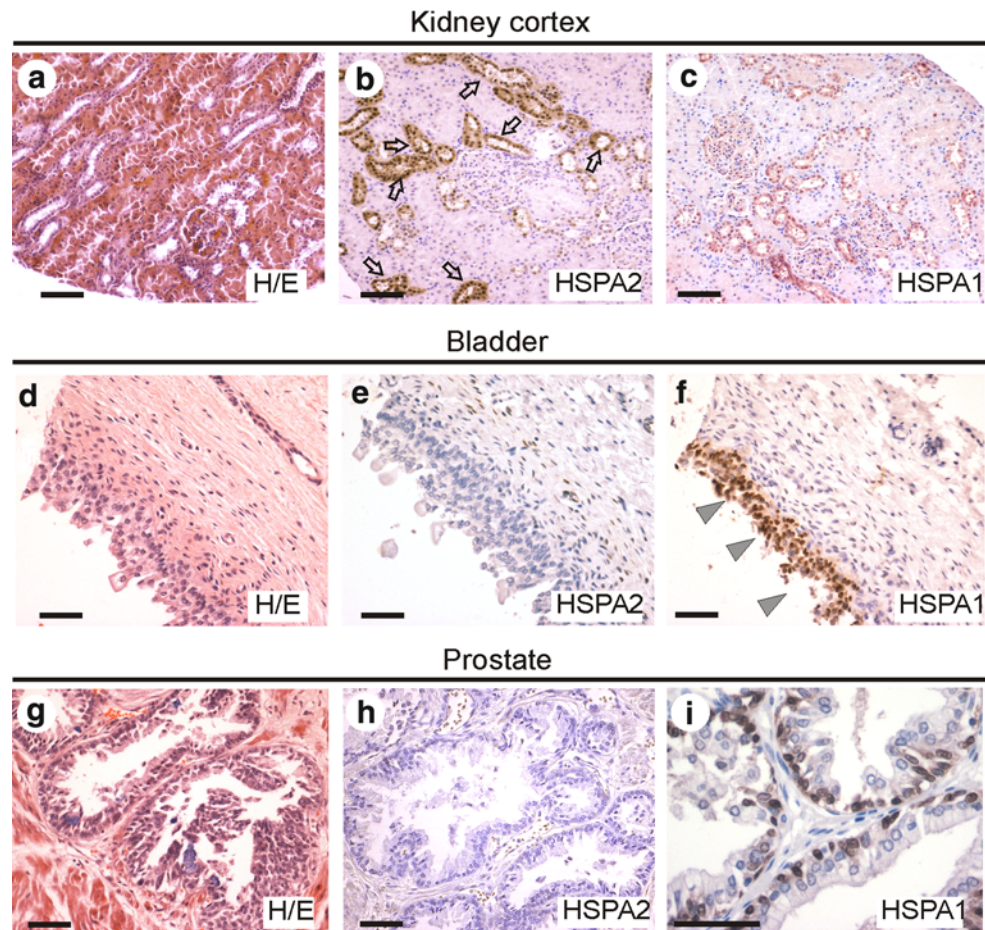 Kidney cortex
a
H/E
b
HSPA2
c
HSPA1
Bladder
d
H/E
e
HSPA2
f
HSPA1
Prostate
g
H/E
h
HSPA2
i
HSPA1